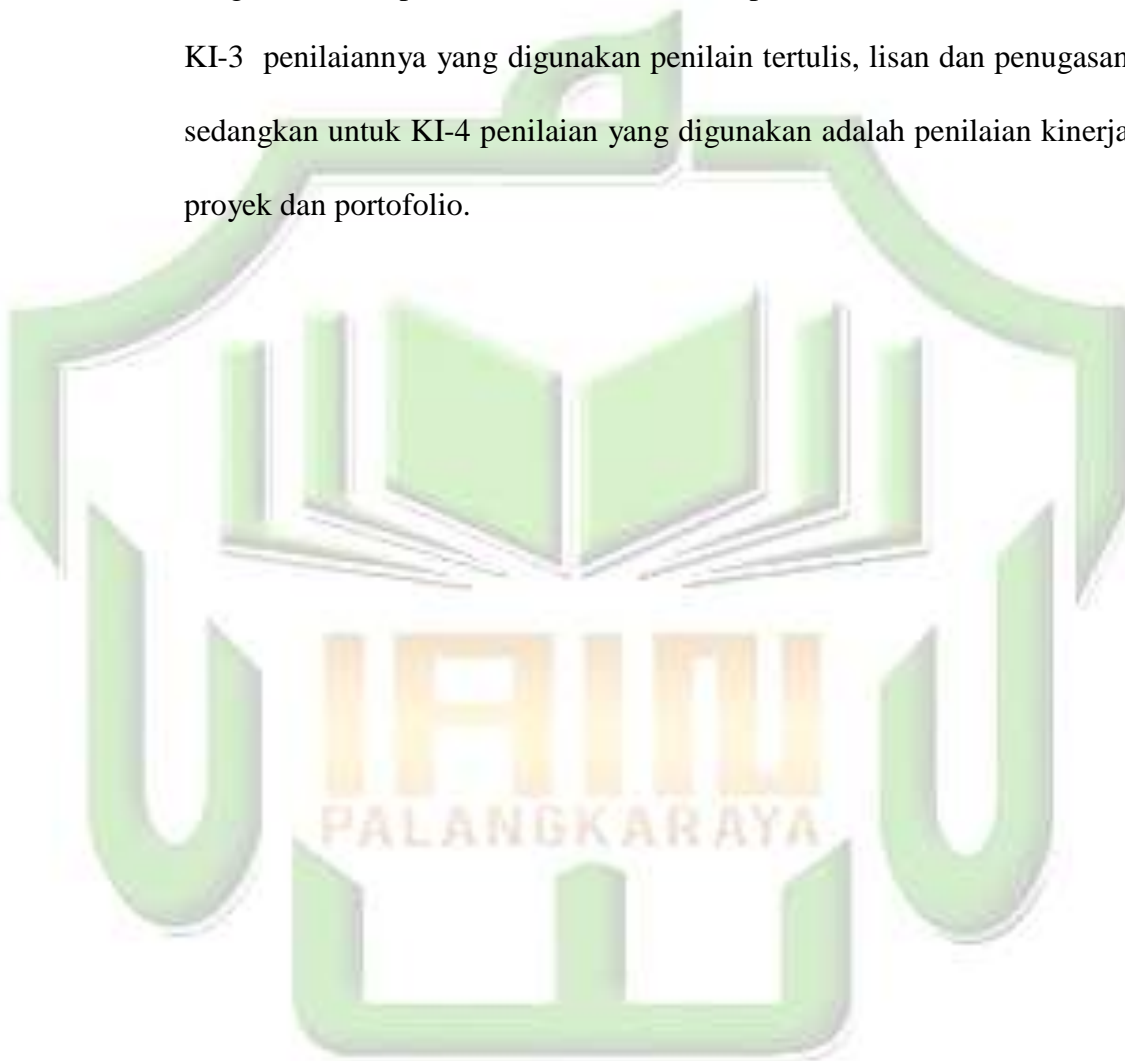 KI-3 penilaiannya yang digunakan penilain tertulis, lisan dan penugasan
sedangkan untuk KI-4 penilaian yang digunakan adalah penilaian kinerja
proyek dan portofolio.
IAIN
PALANGKARAYA